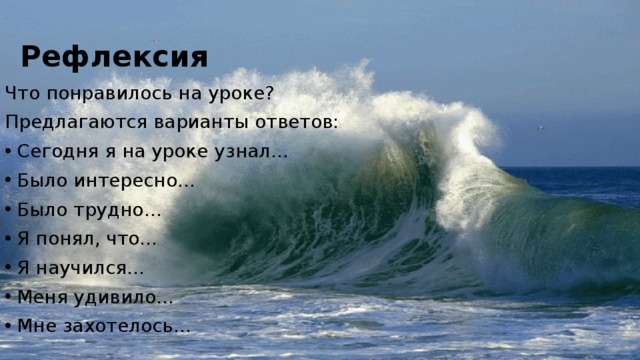 Рефлексия
Что понравилось на уроке?
Предлагаются варианты ответов:
• Сегодня я на уроке узнал…
• Было интересно…
• Было трудно…
• Я понял, что…
• Я научился…
• Меня удивило…
• Мне захотелось…